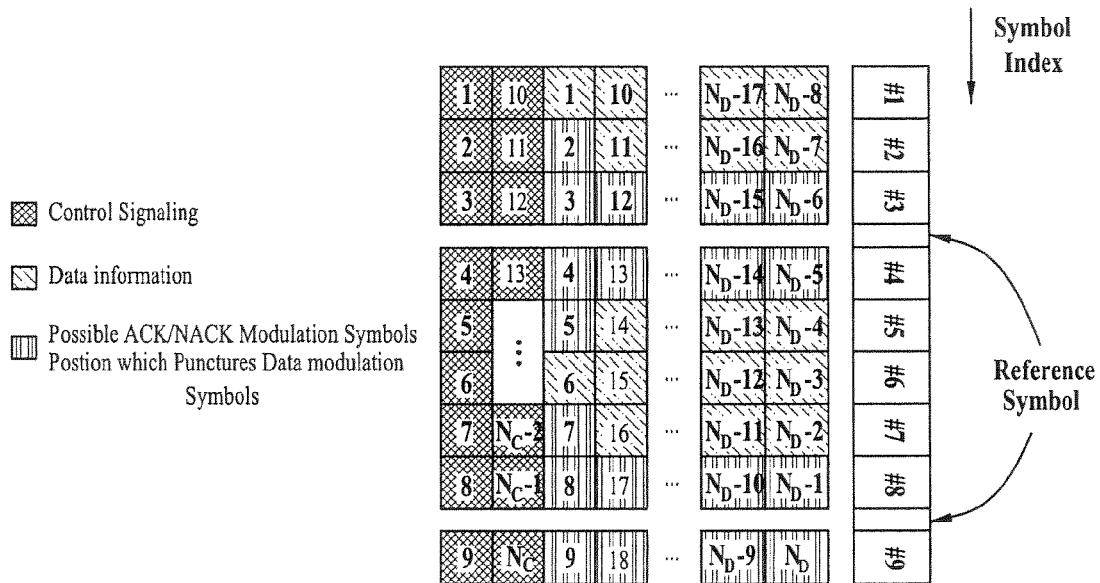 Symbol
Index
1 10 1 10 ... N_D-17 N_D-8 #1
2 11 2 11 ... N_D-16 N_D-7 #2
3 12 3 12 ... N_D-15 N_D-6 #3
Control Signaling
4 13 4 13 ... N_D-14 N_D-5 #4
Data information
5 ... 5 14 ... N_D-13 N_D-4 #5
Possible ACK/NACK Modulation Symbols
Postion which Punctures Data modulation
Symbols
6 6 15 ... N_D-12 N_D-3 #6
Reference
Symbol
7 N_C-2 7 16 ... N_D-11 N_D-2 #7
8 N_C-1 8 17 ... N_D-10 N_D-1 #8
9 N_C 9 18 ... N_D-9 N_D #9